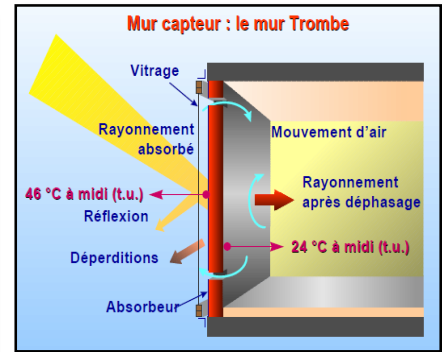 Mur capteur : le mur Trombe
Vitrage
Rayonnement
absorbé
Mouvement d'air
46 °C à midi (t.u.)
Réflexion
Rayonnement
après déphasage
Déperditions
24 °C à midi (t.u.)
Absorbeur